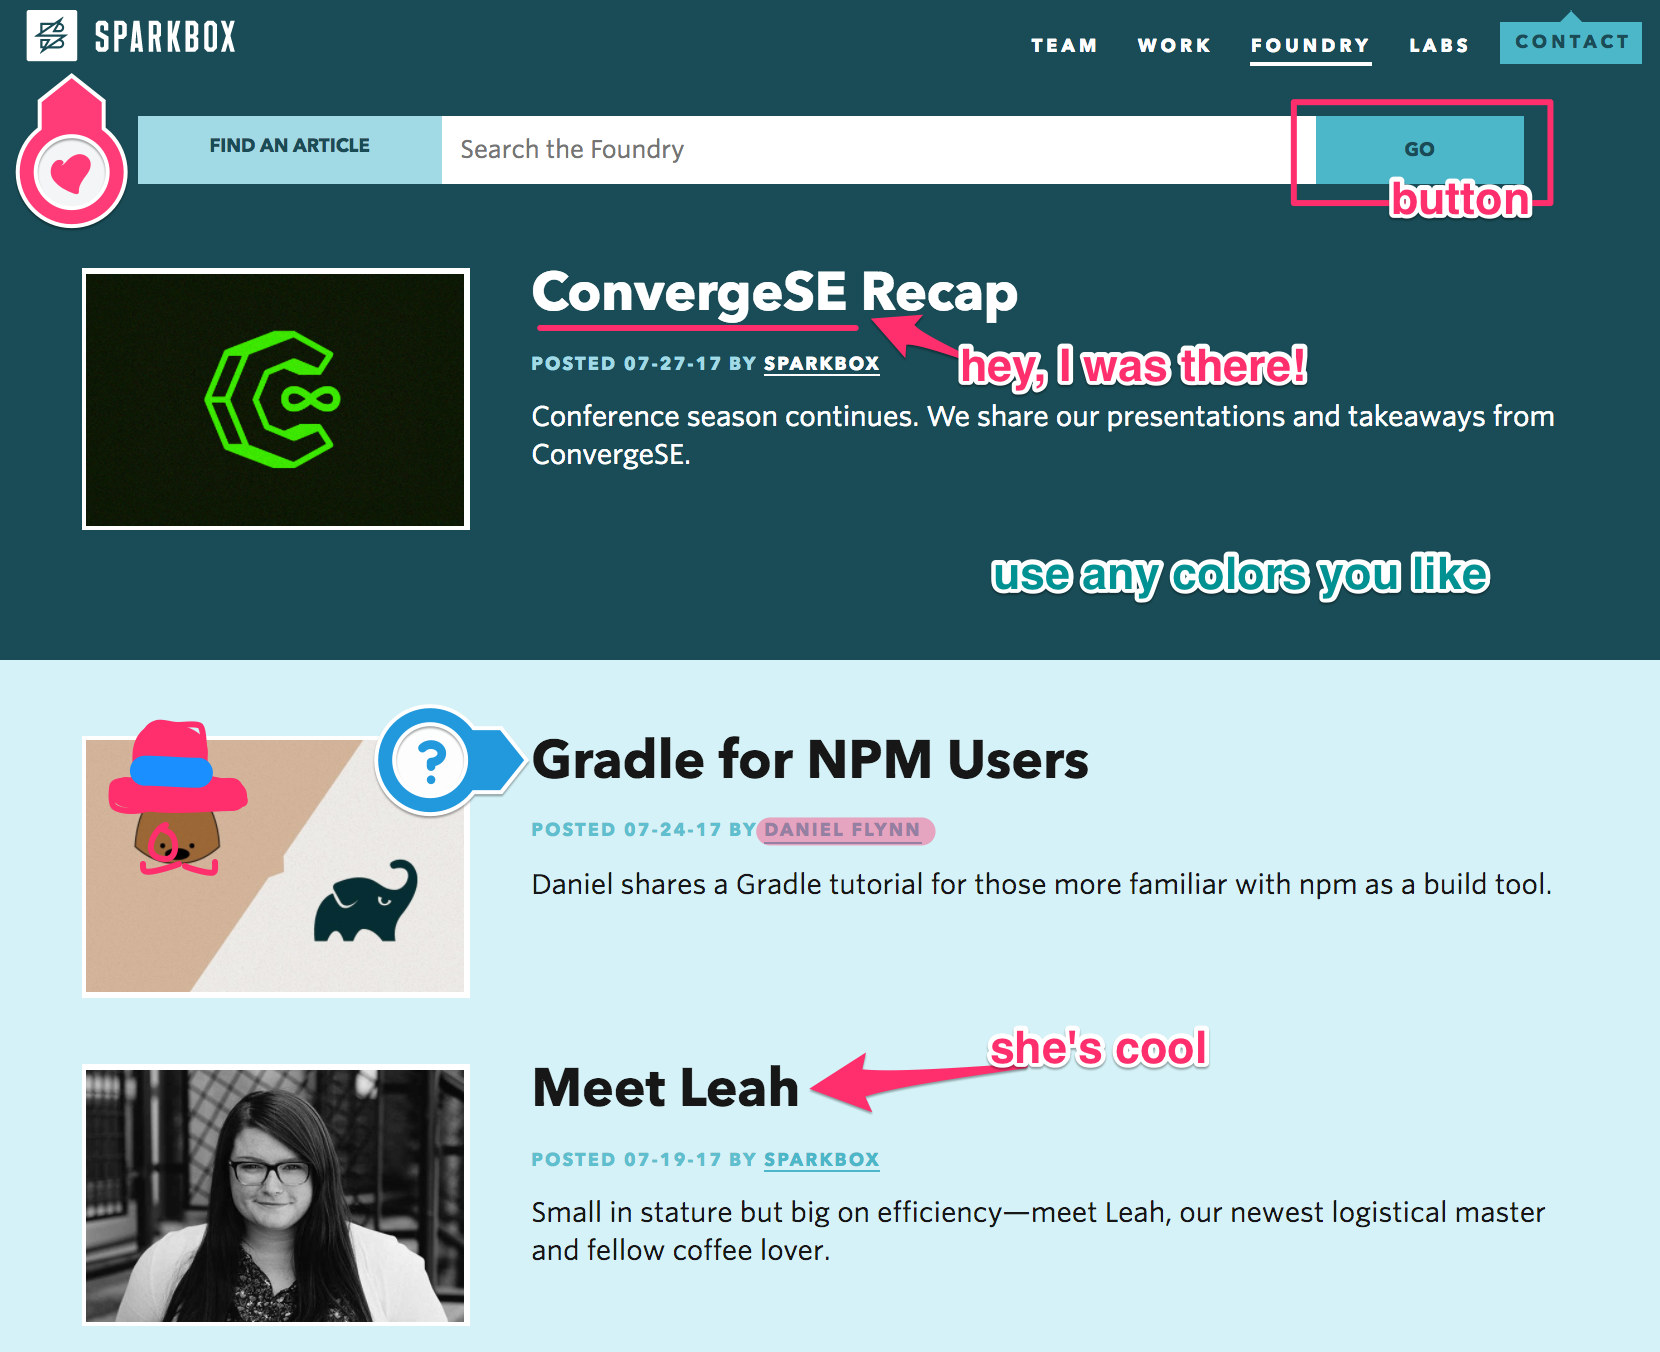 SPARKBOX
TEAM WORK FOUNDRY LABS CONTACT
FIND AN ARTICLE Search the Foundry GO
button
ConvergeSE Recap
POSTED 07-27-17 BY SPARKBOX
hey, I was there!
Conference season continues. We share our presentations and takeaways from
ConvergeSE.
use any colors you like
?
Gradle for NPM Users
POSTED 07-24-17 BY DANIEL FLYNN
Daniel shares a Gradle tutorial for those more familiar with npm as a build tool.
she's cool
Meet Leah
POSTED 07-19-17 BY SPARKBOX
Small in stature but big on efficiency—meet Leah, our newest logistical master
and fellow coffee lover.